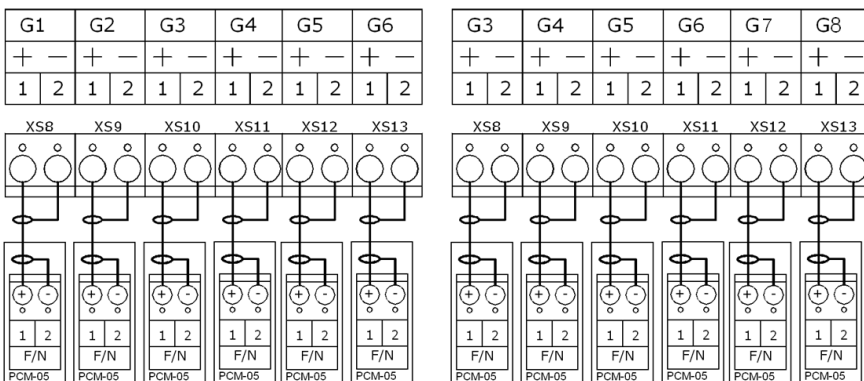 G1 G2 G3 G4 G5 G6 G3 G4 G5 G6 G7 G8
+ − + − + − + − + − + − + − + − + − + − + − + −
1 2 1 2 1 2 1 2 1 2 1 2 1 2 1 2 1 2 1 2 1 2 1 2
XS8 XS9 XS10 XS11 XS12 XS13 XS8 XS9 XS10 XS11 XS12 XS13
+ - + - + - + - + - + - + - + - + - + - + - + -
1 2 1 2 1 2 1 2 1 2 1 2 1 2 1 2 1 2 1 2 1 2 1 2
F/N F/N F/N F/N F/N F/N F/N F/N F/N F/N F/N F/N
PCM-05 PCM-05 PCM-05 PCM-05 PCM-05 PCM-05 PCM-05 PCM-05 PCM-05 PCM-05 PCM-05 PCM-05